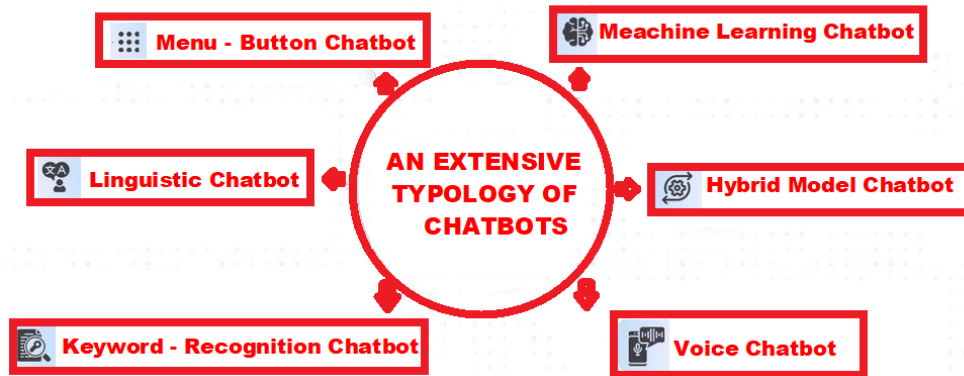 Menu - Button Chatbot
Meachine Learning Chatbot
Linguistic Chatbot
AN EXTENSIVE
TYPOLOGY OF
CHATBOTS
Hybrid Model Chatbot
Keyword - Recognition Chatbot
Voice Chatbot